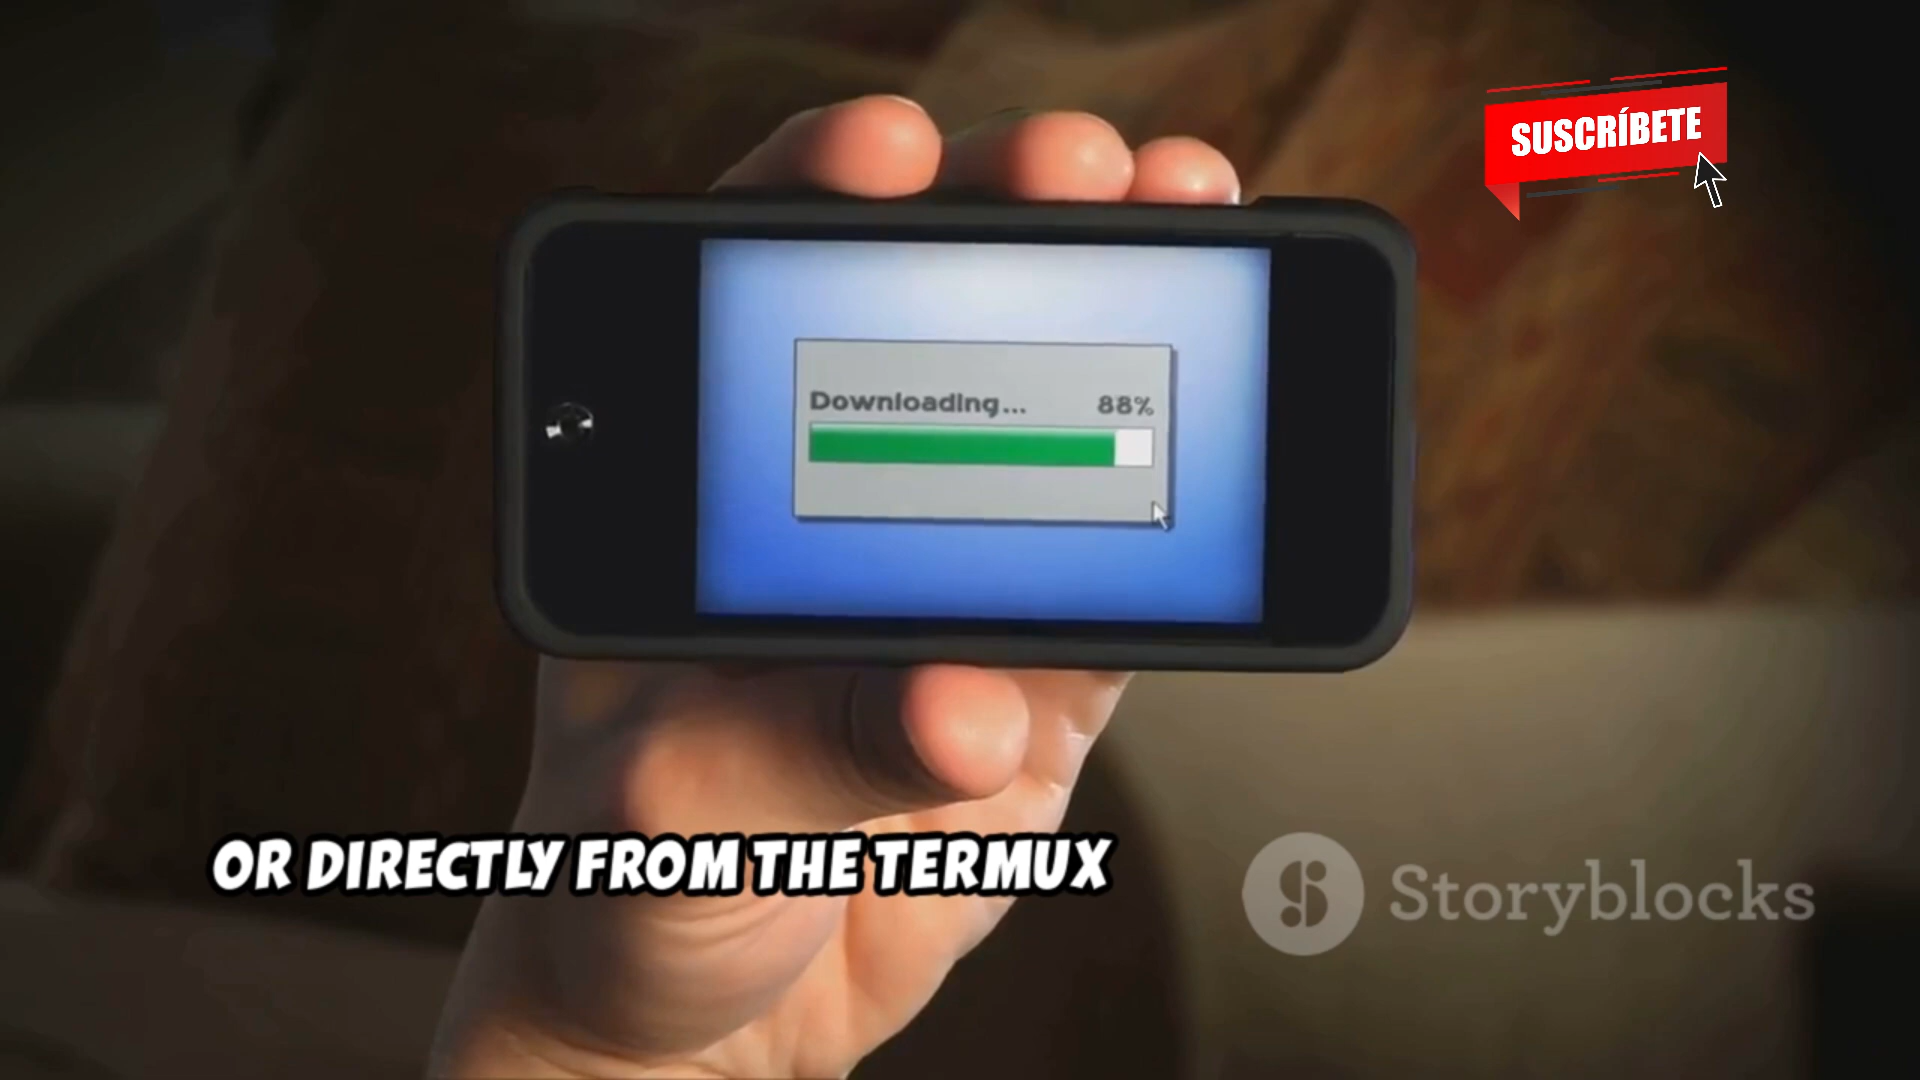 SUSCRÍBETE
Downloading... 88%
OR DIRECTLY FROM THE TERMUX
Storyblocks